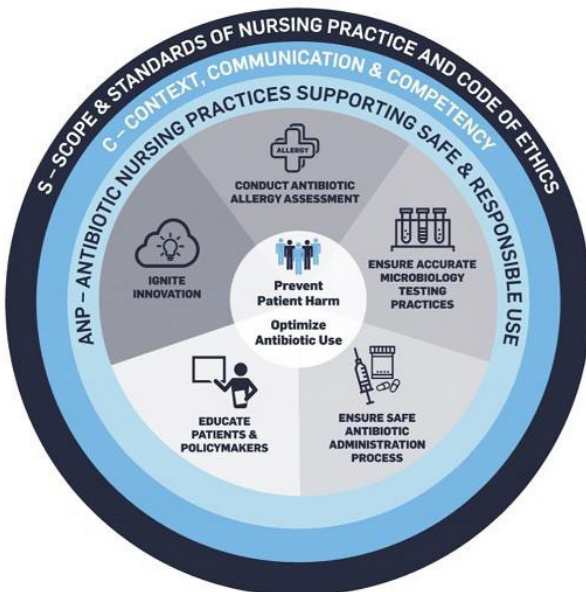 S – SCOPE & STANDARDS OF NURSING PRACTICE AND CODE OF ETHICS
C – CONTEXT, COMMUNICATION & COMPETENCY
ANP – ANTIBIOTIC NURSING PRACTICES SUPPORTING SAFE & RESPONSIBLE USE
ALLERGY
CONDUCT ANTIBIOTIC
ALLERGY ASSESSMENT
ENSURE ACCURATE
MICROBIOLOGY
TESTING
PRACTICES
ENSURE SAFE
ANTIBIOTIC
ADMINISTRATION
PROCESS
EDUCATE
PATIENTS &
POLICYMAKERS
IGNITE
INNOVATION
Prevent
Patient Harm
Optimize
Antibiotic Use